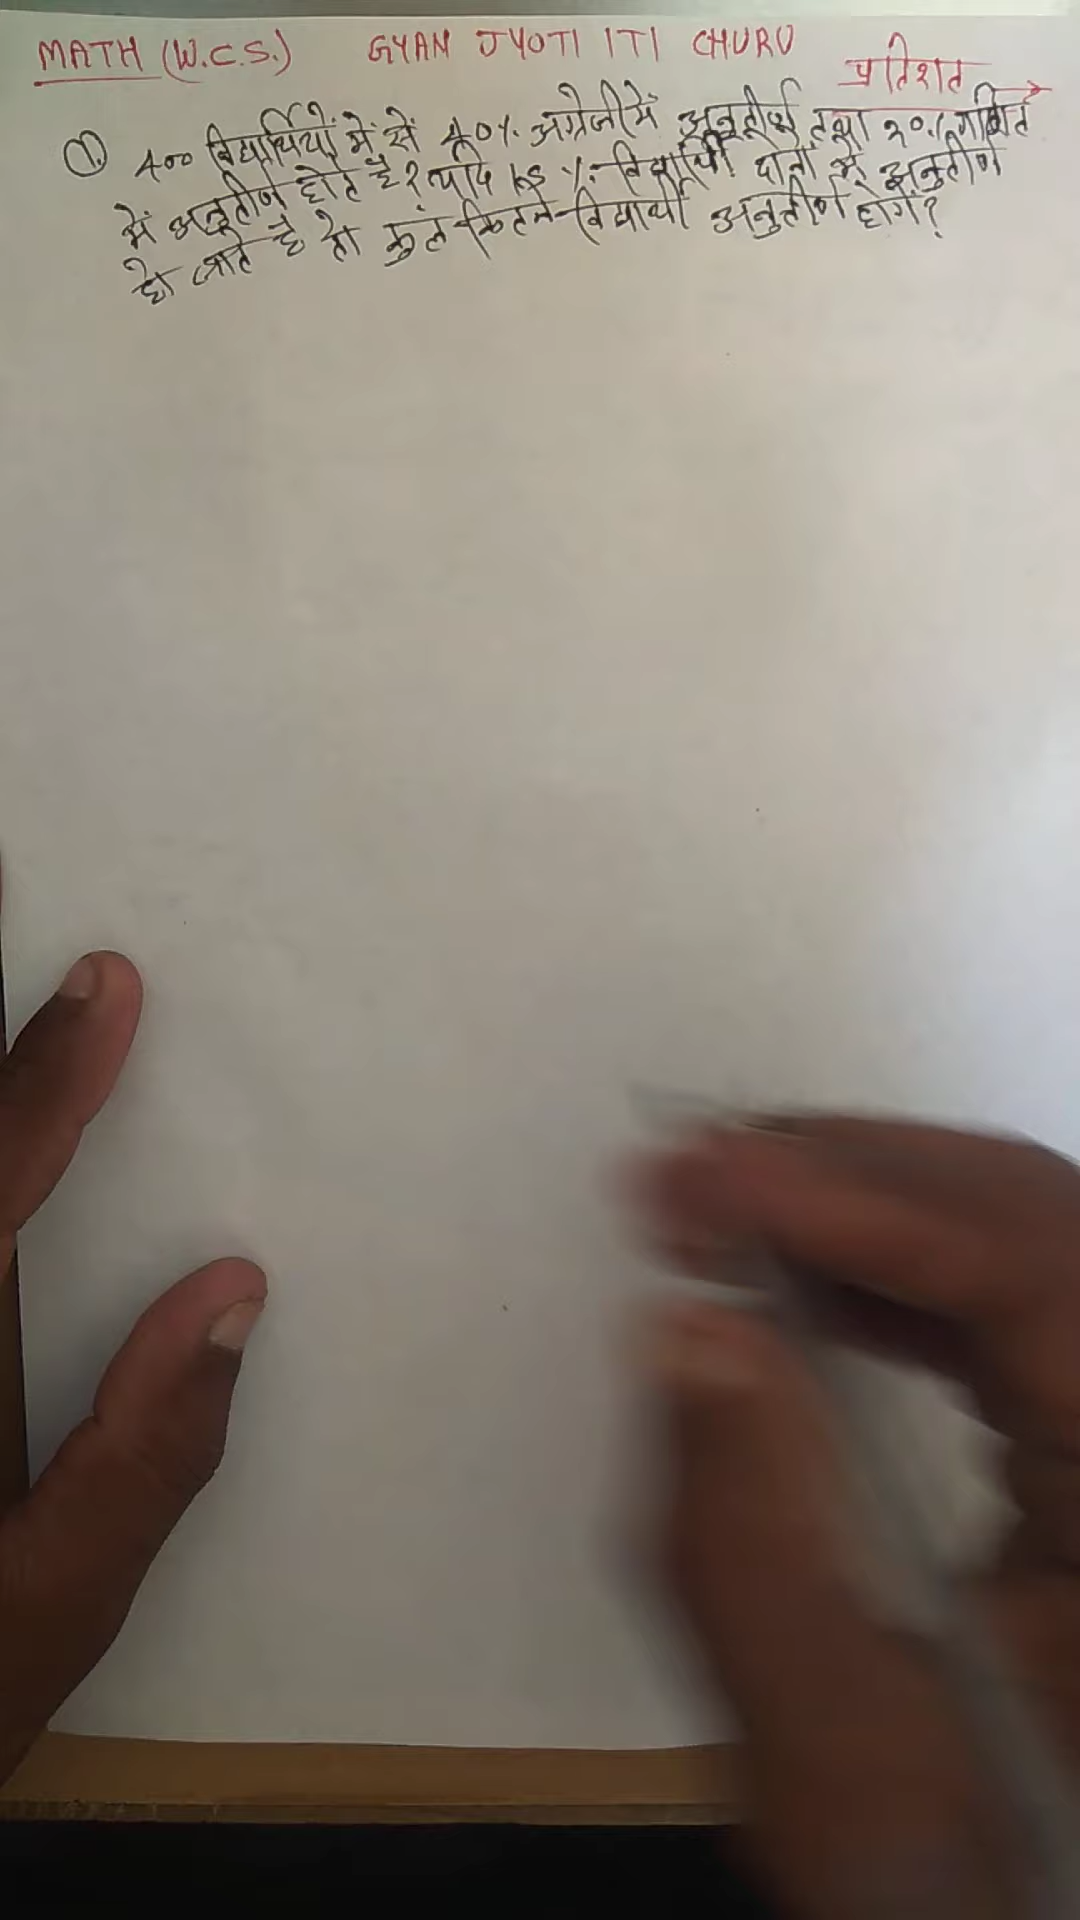 MATH (W.C.S.) GYAN JYOTI ITI CHURU
प्रतिशत
1. 400 विद्यार्थियों में से 40% अंग्रेजी में अनुतीर्ण तथा 20% गणित
में अनुतीर्ण होते है? यदि % विद्यार्थी दोनों में अनुतीर्ण
हो जाते है तो कुल कितने विद्यार्थी अनुतीर्ण होगें?